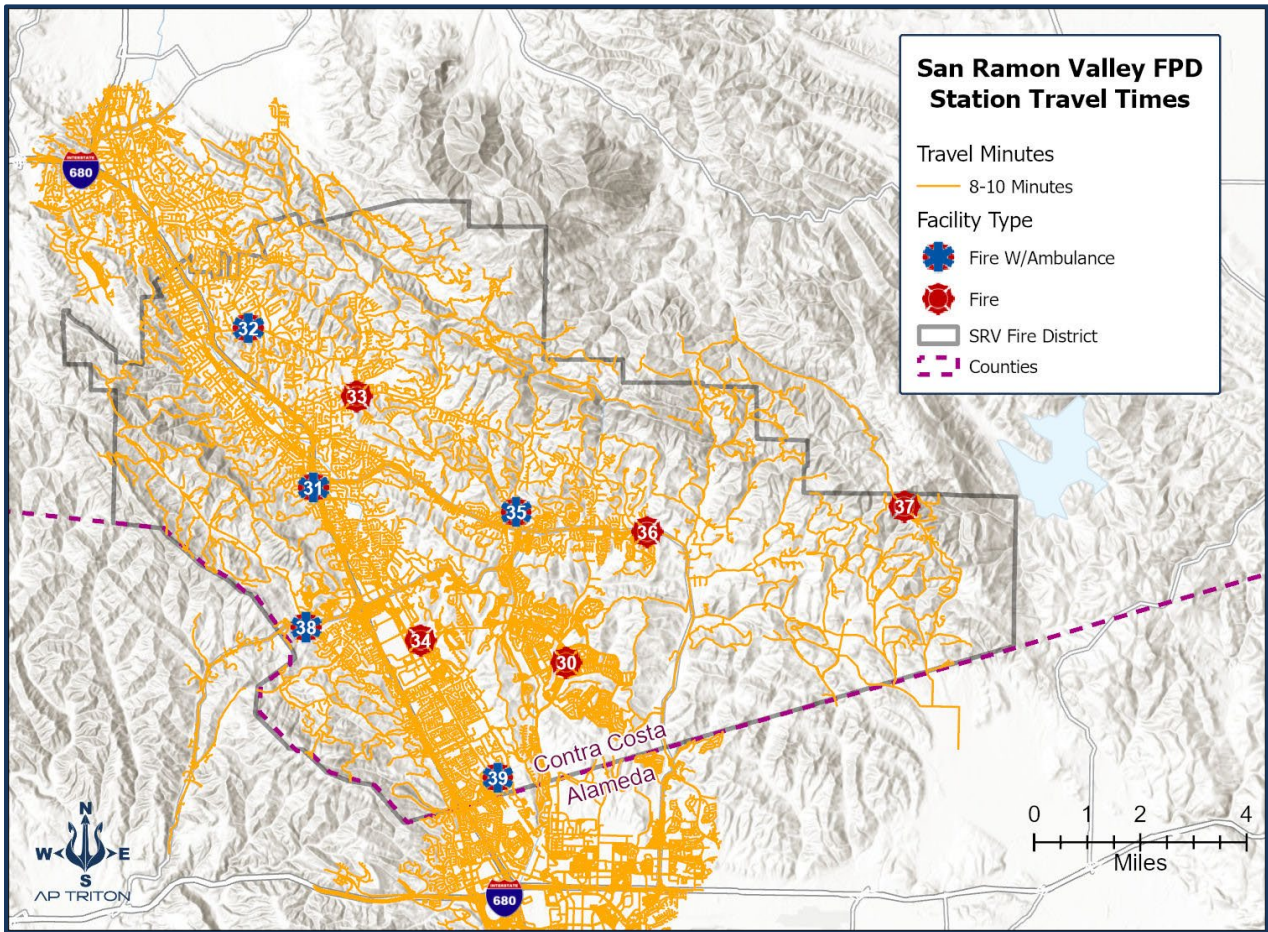 San Ramon Valley FPD
Station Travel Times
Travel Minutes
8-10 Minutes
Facility Type
Fire W/Ambulance
Fire
SRV Fire District
Counties
INTERSTATE
680
32
33
31
35
36
37
38
34
30
39
Contra Costa
Alameda
INTERSTATE
680
N
W E
S
AP TRITON
0 1 2 4
Miles